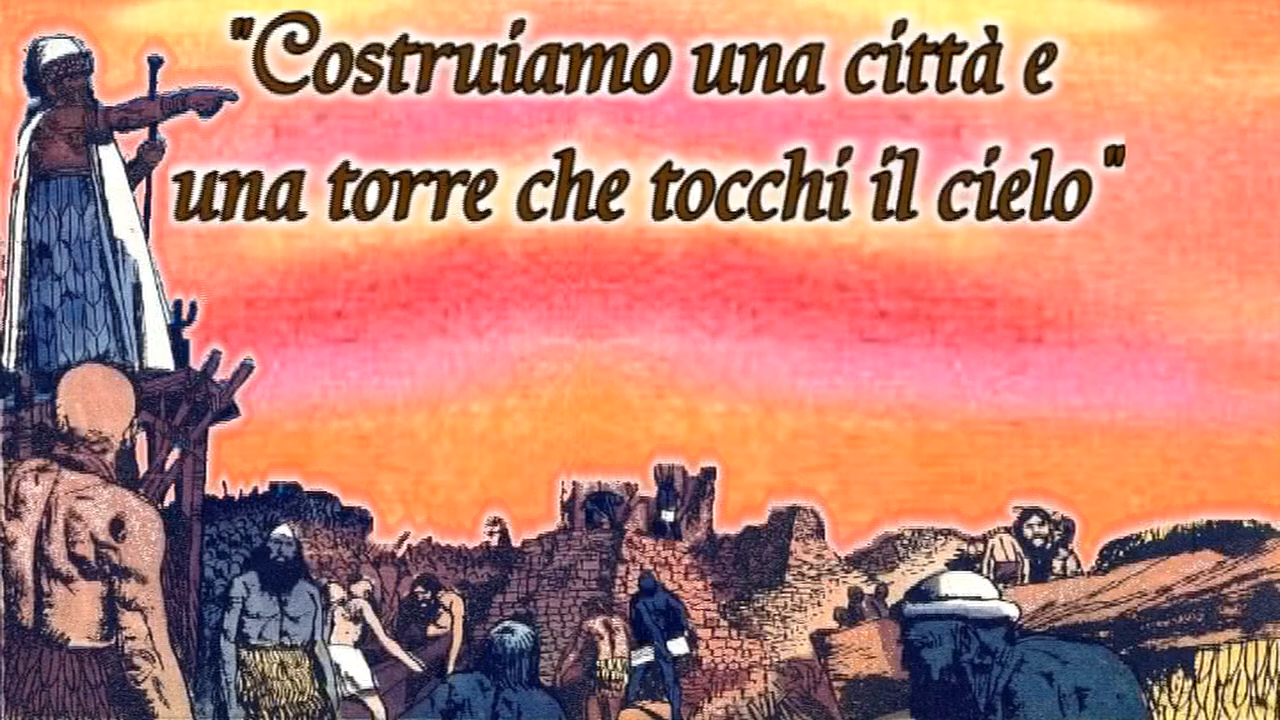 "Costruiamo una città e
una torre che tocchi il cielo"